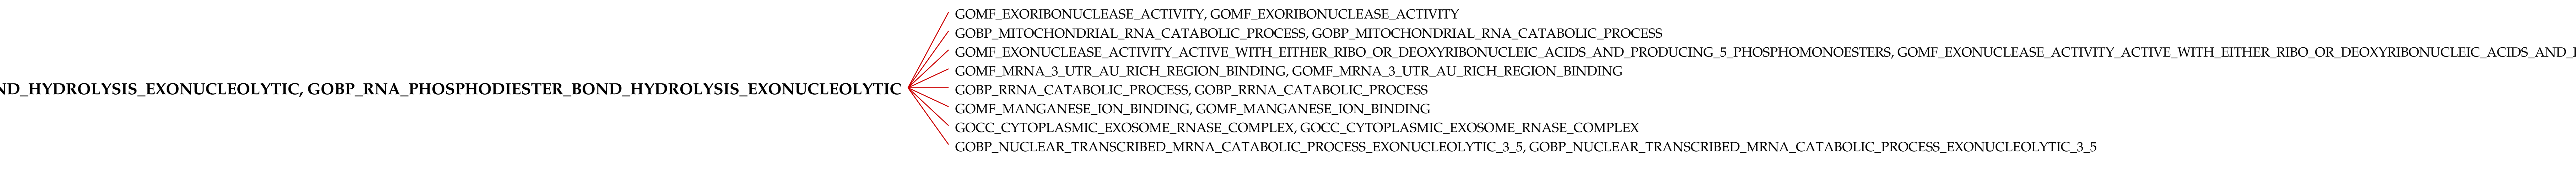 GOMF_EXORIBONUCLEASE_ACTIVITY, GOMF_EXORIBONUCLEASE_ACTIVITY
GOBP_MITOCHONDRIAL_RNA_CATABOLIC_PROCESS, GOBP_MITOCHONDRIAL_RNA_CATABOLIC_PROCESS
GOMF_EXONUCLEASE_ACTIVITY_ACTIVE_WITH_EITHER_RIBO_OR_DEOXYRIBONUCLEIC_ACIDS_AND_PRODUCING_5_PHOSPHOMONOESTERS, GOMF_EXONUCLEASE_ACTIVITY_ACTIVE_WITH_EITHER_RIBO_OR_DEOXYRIBONUCLEIC_ACIDS_AND_
GOMF_MRNA_3_UTR_AU_RICH_REGION_BINDING, GOMF_MRNA_3_UTR_AU_RICH_REGION_BINDING
ND_HYDROLYSIS_EXONUCLEOLYTIC, GOBP_RNA_PHOSPHODIESTER_BOND_HYDROLYSIS_EXONUCLEOLYTIC
GOBP_RRNA_CATABOLIC_PROCESS, GOBP_RRNA_CATABOLIC_PROCESS
GOMF_MANGANESE_ION_BINDING, GOMF_MANGANESE_ION_BINDING
GOCC_CYTOPLASMIC_EXOSOME_RNASE_COMPLEX, GOCC_CYTOPLASMIC_EXOSOME_RNASE_COMPLEX
GOBP_NUCLEAR_TRANSCRIBED_MRNA_CATABOLIC_PROCESS_EXONUCLEOLYTIC_3_5, GOBP_NUCLEAR_TRANSCRIBED_MRNA_CATABOLIC_PROCESS_EXONUCLEOLYTIC_3_5